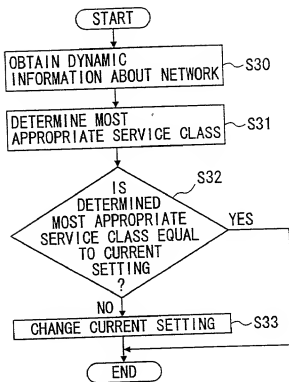 START
OBTAIN DYNAMIC
INFORMATION ABOUT NETWORK
S30
DETERMINE MOST
APPROPRIATE SERVICE CLASS
S31
S32
IS
DETERMINED
MOST APPROPRIATE
SERVICE CLASS EQUAL
TO CURRENT
SETTING
?
YES
NO
CHANGE CURRENT SETTING
S33
END